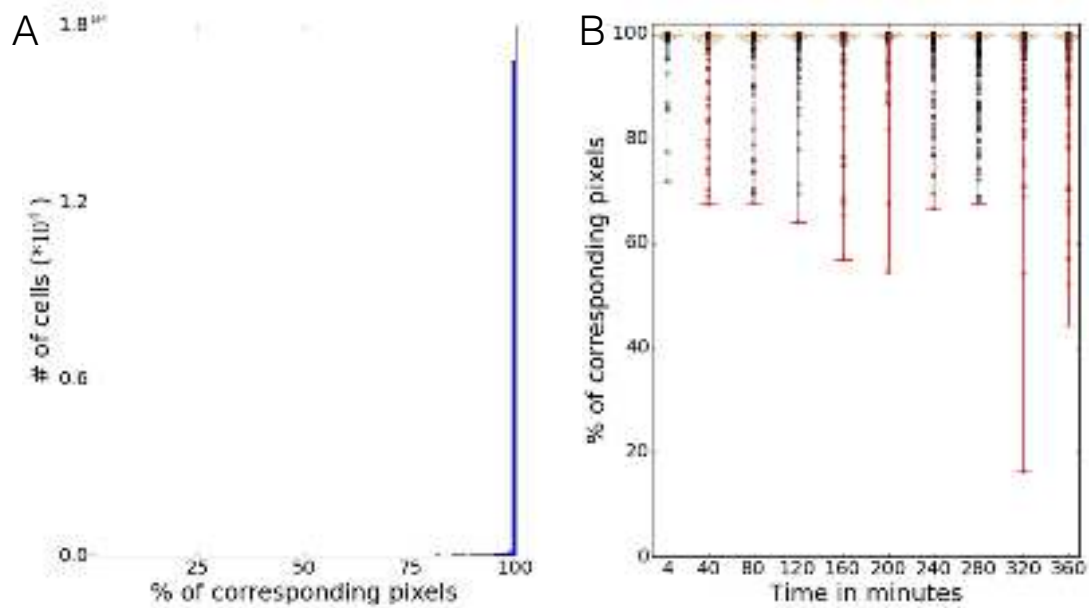 A
1.8
1.2
0.6
0.0
# of cells (*10⁴)
25 50 75 100
% of corresponding pixels
B
100
80
60
40
20
0
% of corresponding pixels
4 40 80 120 160 200 240 280 320 360
Time in minutes